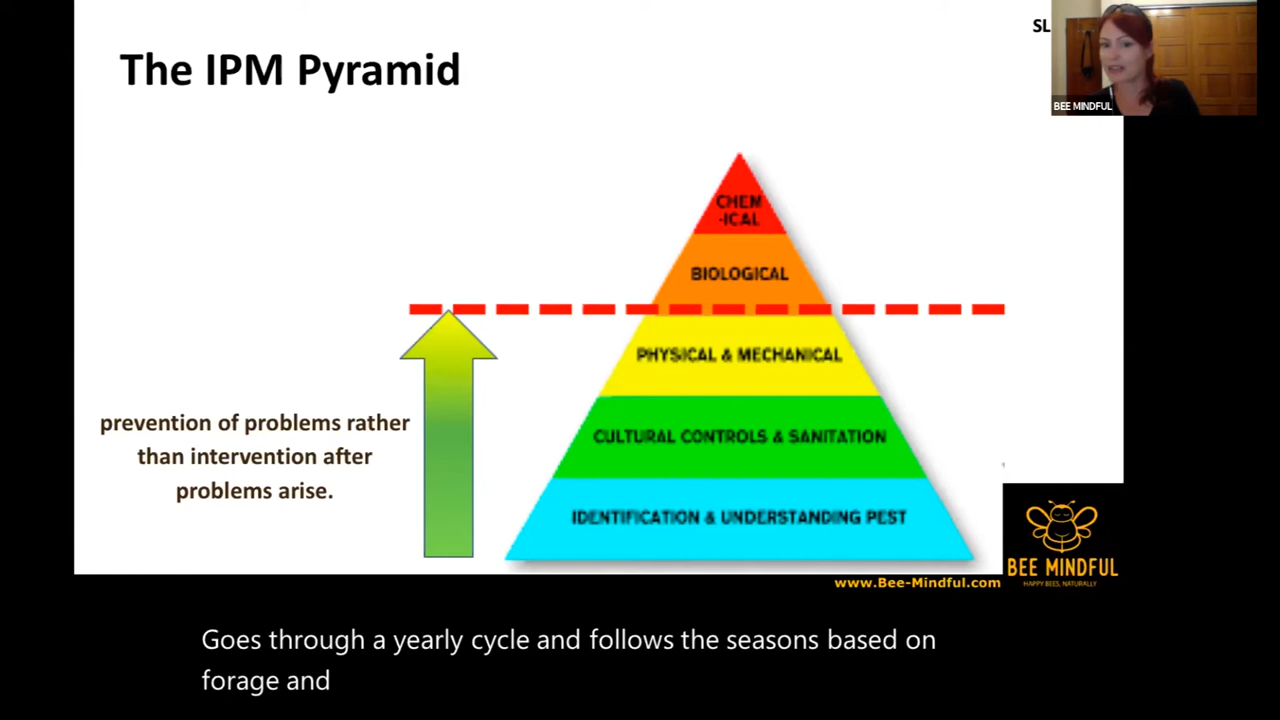 The IPM Pyramid
SL
BEE MINDFUL
CHEM
-ICAL
BIOLOGICAL
PHYSICAL & MECHANICAL
CULTURAL CONTROLS & SANITATION
IDENTIFICATION & UNDERSTANDING PEST
prevention of problems rather
than intervention after
problems arise.
BEE MINDFUL
HAPPY BEES, NATURALLY
www.Bee-Mindful.com
Goes through a yearly cycle and follows the seasons based on
forage and